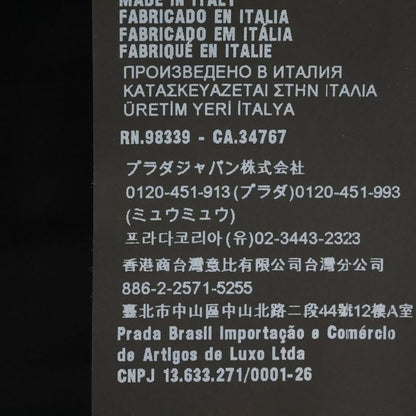 MADE IN ITALY
FABRICADO EN ITALIA
FABRICADO EM ITÁLIA
FABRIQUÉ EN ITALIE
ПРОИЗВЕДЕНО В ИТАЛИЯ
ΚΑΤΑΣΚΕΥΑΖΕΤΑΙ ΣΤΗΝ ΙΤΑΛΙΑ
ÜRETİM YERİ İTALYA
RN.98339 - CA.34767
プラダジャパン株式会社
0120-451-913(プラダ)0120-451-993
(ミュウミュウ)
프라다코리아(유)02-3443-2323
香港商台灣意比有限公司台灣分公司
886-2-2571-5255
臺北市中山區中山北路二段44號12樓A室
Prada Brasil Importação e Comércio
de Artigos de Luxo Ltda
CNPJ 13.633.271/0001-26